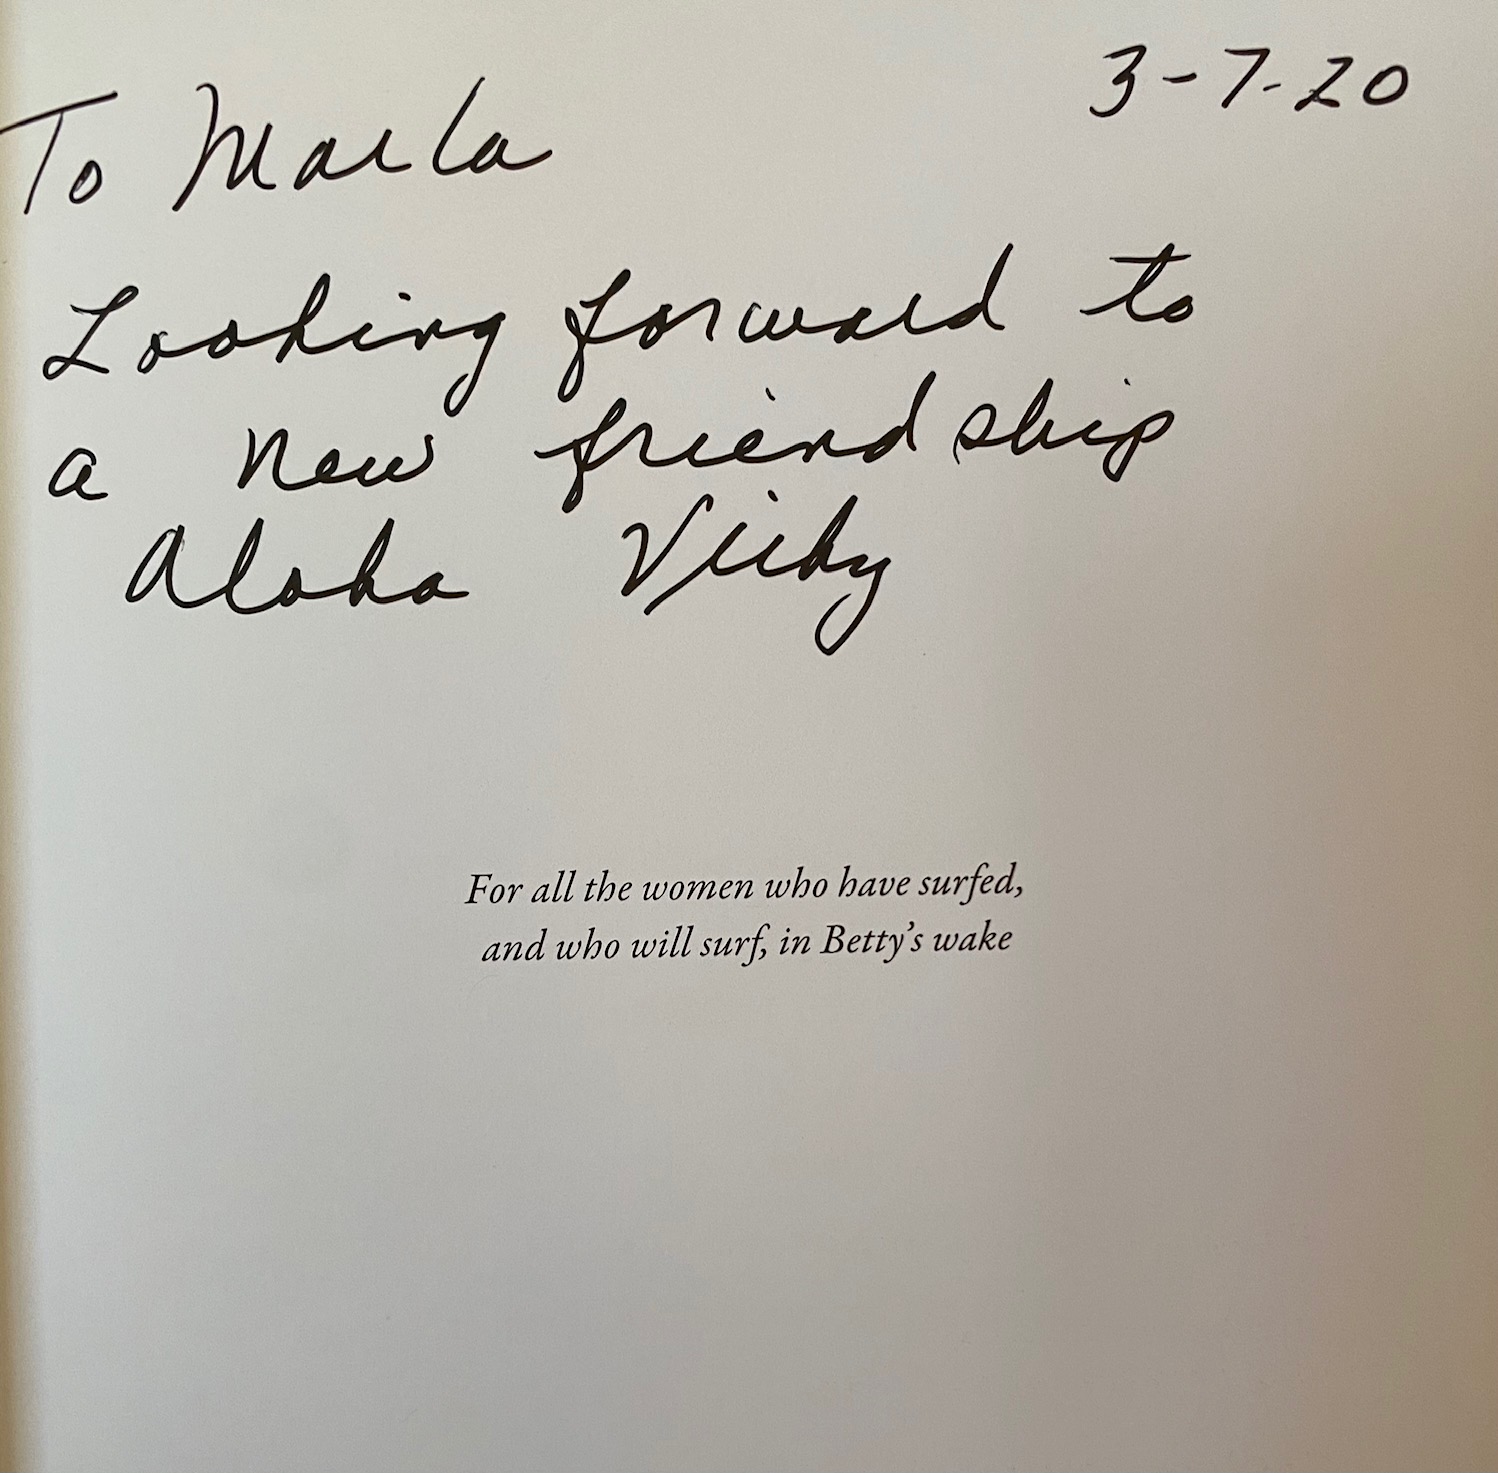 3-7-20
To Marla
Looking forward to
a new friendship
Aloha Vicky
For all the women who have surfed,
and who will surf, in Betty's wake